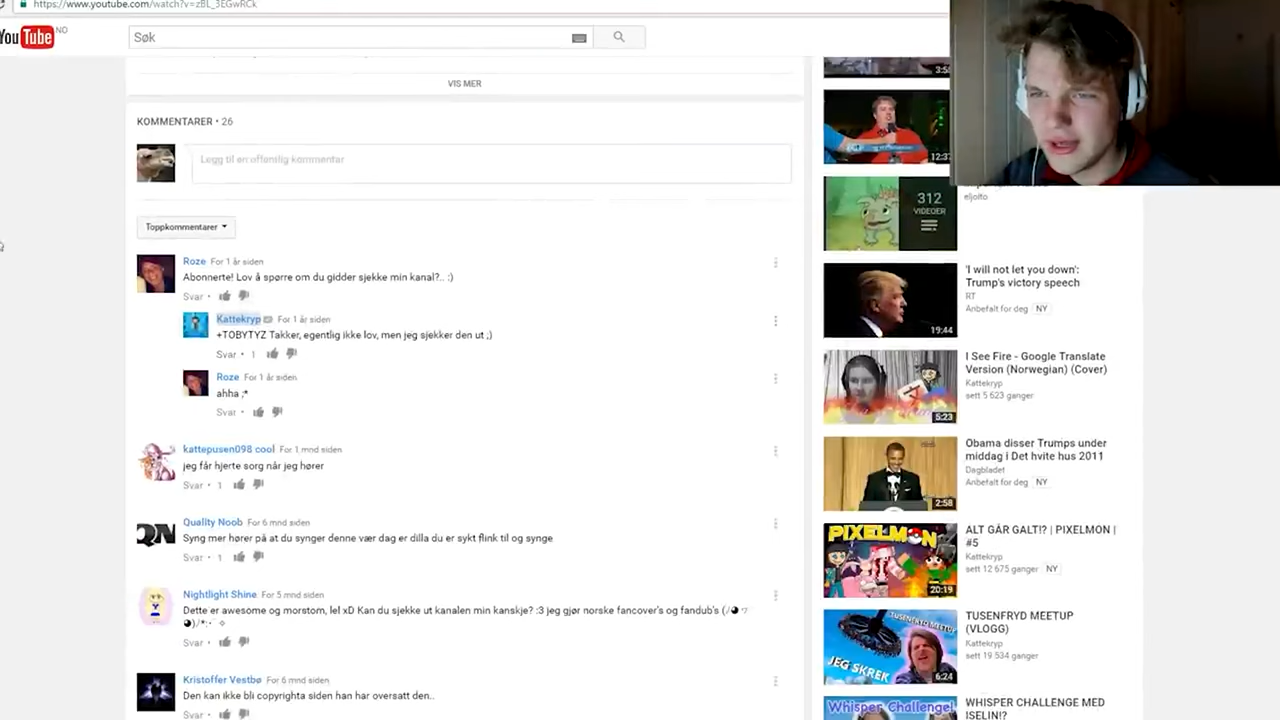 https://www.youtube.com/watch?v=zBL_3EGwRCk
YouTube NO
Søk
VIS MER
KOMMENTARER • 26
Legg til en offentlig kommentar
Toppkommentarer
Roze For 1 år siden
Abonnerte! Lov å spørre om du gidder sjekke min kanal?.. :)
Svar •
Kattekryp For 1 år siden
+TOBYTYZ Takker, egentlig ikke lov, men jeg sjekker den ut ;)
Svar • 1
Roze For 1 år siden
ahha ;*
Svar •
kattepusen098 cool For 1 mnd siden
jeg får hjerte sorg når jeg hører
Svar • 1
QN
Quality Noob For 6 mnd siden
Syng mer hører på at du synger denne vær dag er dilla du er sykt flink til og synge
Svar • 1
Nightlight Shine For 5 mnd siden
Dette er awesome og morstom, lel xD Kan du sjekke ut kanalen min kanskje? :3 jeg gjør norske fancover's og fandub's
Svar •
Kristoffer Vestbø For 6 mnd siden
Den kan ikke bli copyrighta siden han har oversatt den..
Svar •
3:5
12:3
312
VIDEOER
eljolto
'I will not let you down':
Trump's victory speech
RT
Anbefalt for deg NY
19:44
I See Fire - Google Translate
Version (Norwegian) (Cover)
Kattekryp
sett 5 623 ganger
5:23
Obama disser Trumps under
middag i Det hvite hus 2011
Dagbladet
Anbefalt for deg NY
2:58
PIXELMON
ALT GÅR GALT!? | PIXELMON |
#5
Kattekryp
sett 12 675 ganger NY
20:19
TUSENFRYD MEETUP
JEG SKREK
TUSENFRYD MEETUP
(VLOGG)
Kattekryp
sett 19 534 ganger
6:24
Whisper Challenge!
WHISPER CHALLENGE MED
ISELIN!?